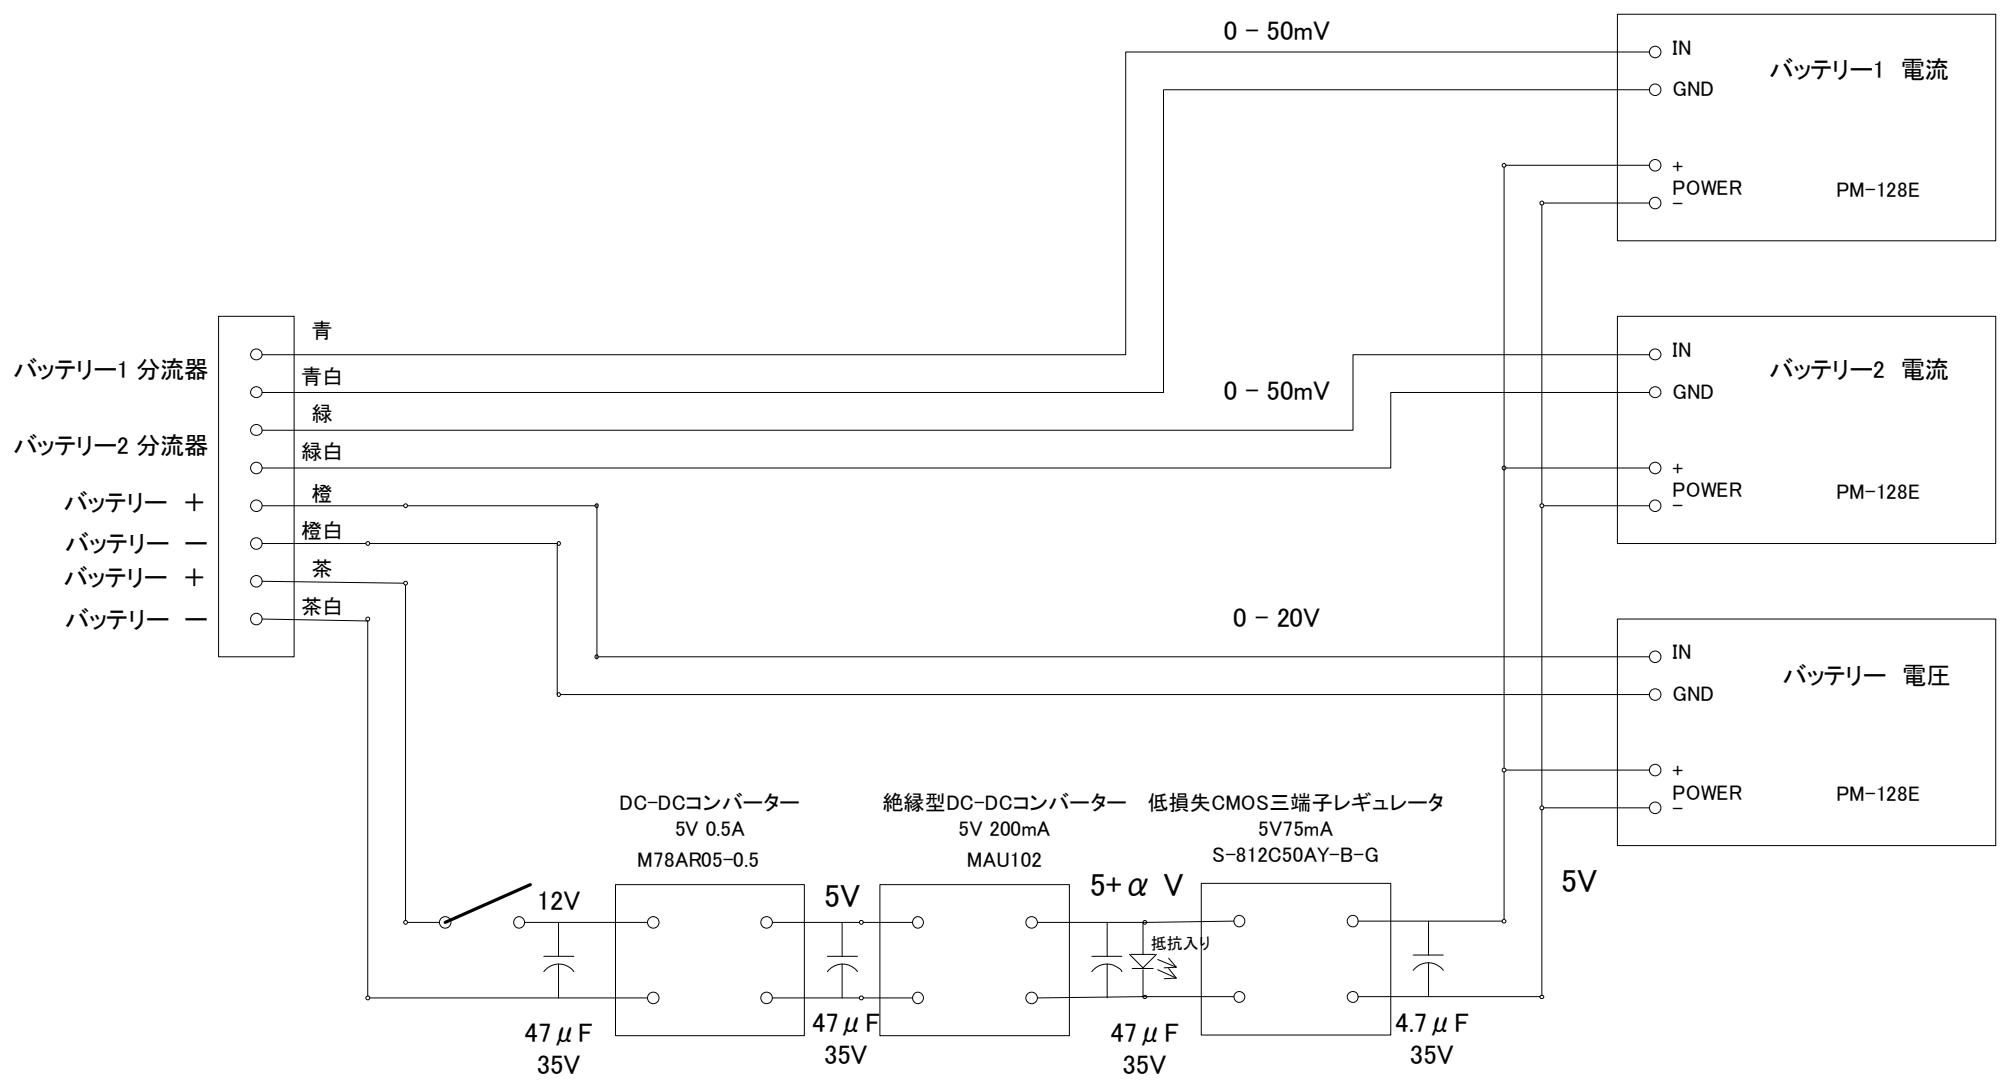 0 − 50mV
IN
バッテリー1 電流
GND
+
POWER
−
PM−128E
バッテリー1 分流器
青
青白
バッテリー2 分流器
緑
緑白
バッテリー ＋
橙
バッテリー −
橙白
バッテリー ＋
茶
バッテリー −
茶白
0 − 50mV
IN
バッテリー2 電流
GND
+
POWER
−
PM−128E
0 − 20V
IN
バッテリー 電圧
GND
+
POWER
−
PM−128E
DC−DCコンバーター
5V 0.5A
M78AR05−0.5
絶縁型DC−DCコンバーター
5V 200mA
MAU102
低損失CMOS三端子レギュレータ
5V75mA
S−812C50AY−B−G
12V
5V
5+α V
抵抗入り
5V
47μF
35V
47μF
35V
47μF
35V
4.7μF
35V